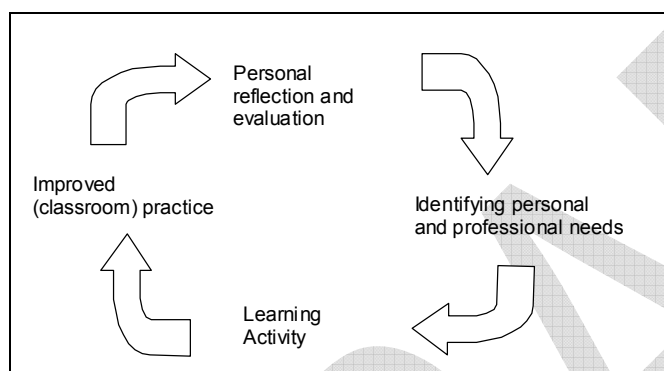 Personal
reflection and
evaluation
Identifying personal
and professional needs
Learning
Activity
Improved
(classroom) practice